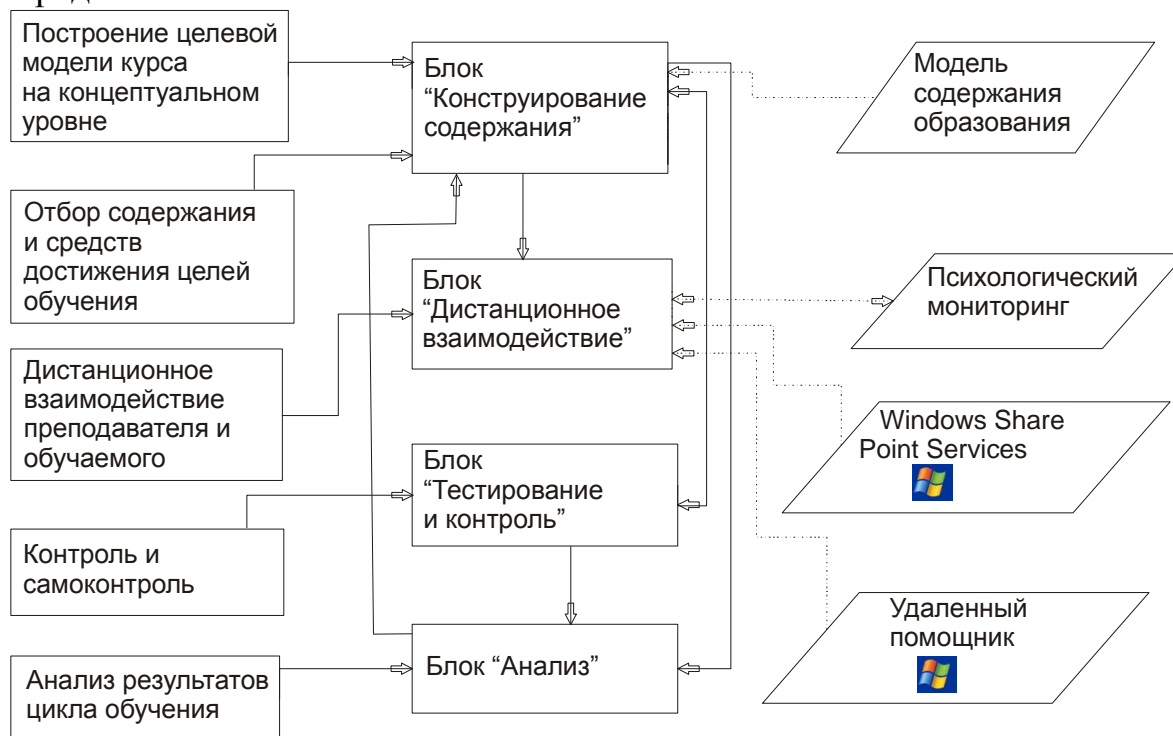 Построение целевой
модели курса
на концептуальном
уровне
Блок
“Конструирование
содержания”
Модель
содержания
образования
Отбор содержания
и средств
достижения целей
обучения
Блок
“Дистанционное
взаимодействие”
Психологический
мониторинг
Дистанционное
взаимодействие
преподавателя и
обучаемого
Windows Share
Point Services
Блок
“Тестирование
и контроль”
Контроль и
самоконтроль
Удаленный
помощник
Блок “Анализ”
Анализ результатов
цикла обучения